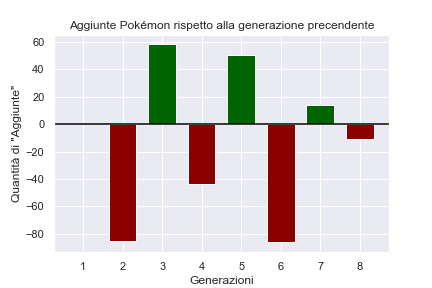 Aggiunte Pokémon rispetto alla generazione precendente
Quantità di "Aggiunte"
60
40
20
0
−20
−40
−60
−80
1 2 3 4 5 6 7 8
Generazioni